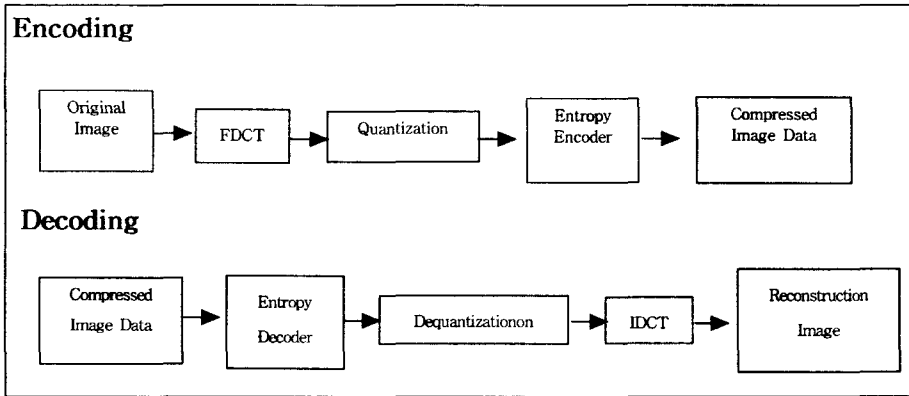 Encoding
Original
Image
FDCT
Quantization
Entropy
Encoder
Compressed
Image Data
Decoding
Compressed
Image Data
Entropy
Decoder
Dequantizationon
IDCT
Reconstruction
Image